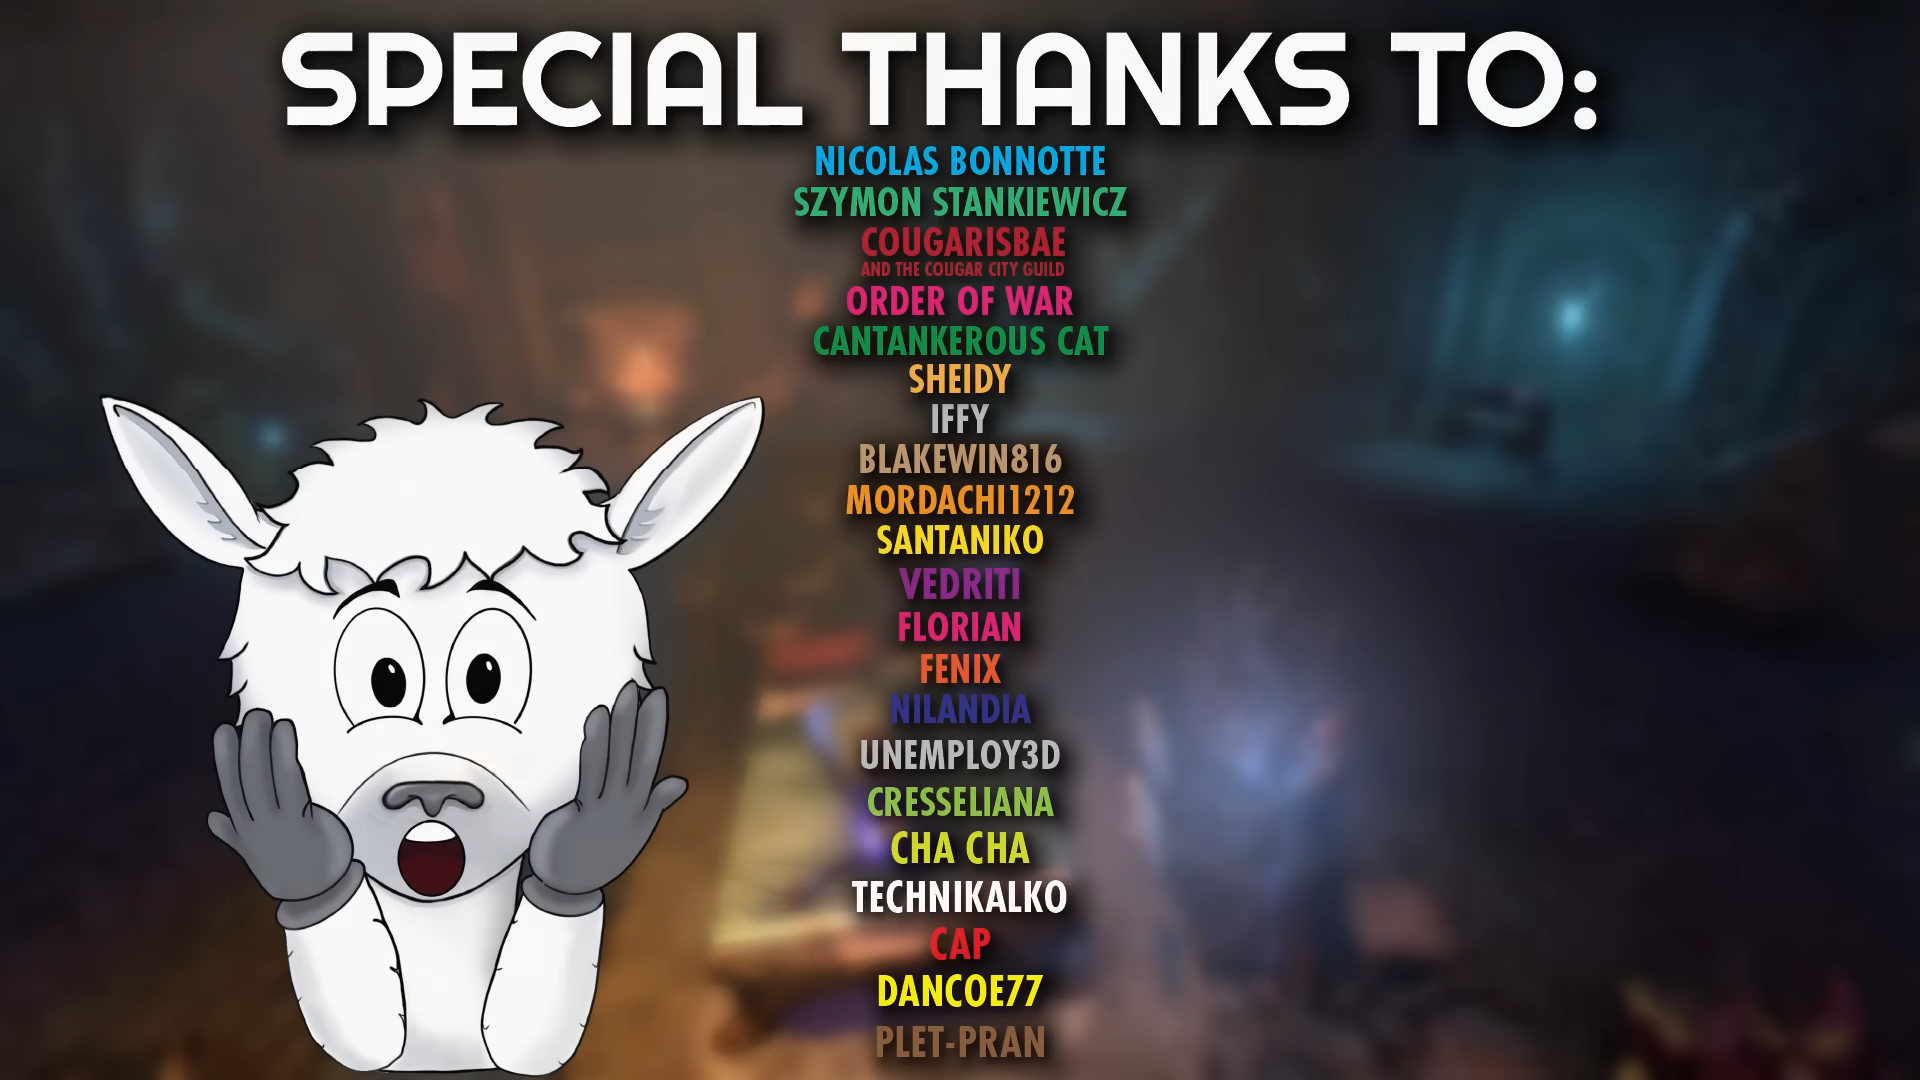 SPECIAL THANKS TO:
NICOLAS BONNOTTE
SZYMON STANKIEWICZ
COUGARISBAE
AND THE COUGAR CITY GUILD
ORDER OF WAR
CANTANKEROUS CAT
SHEIDY
IFFY
BLAKEWIN816
MORDACHI1212
SANTANIKO
VEDRITI
FLORIAN
FENIX
NILANDIA
UNEMPLOY3D
CRESSELIANA
CHA CHA
TECHNIKALKO
CAP
DANCOE77
PLET-PRAN